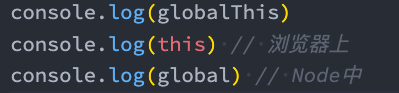 console.log(globalThis)
console.log(this) // 浏览器上
console.log(global) // Node中